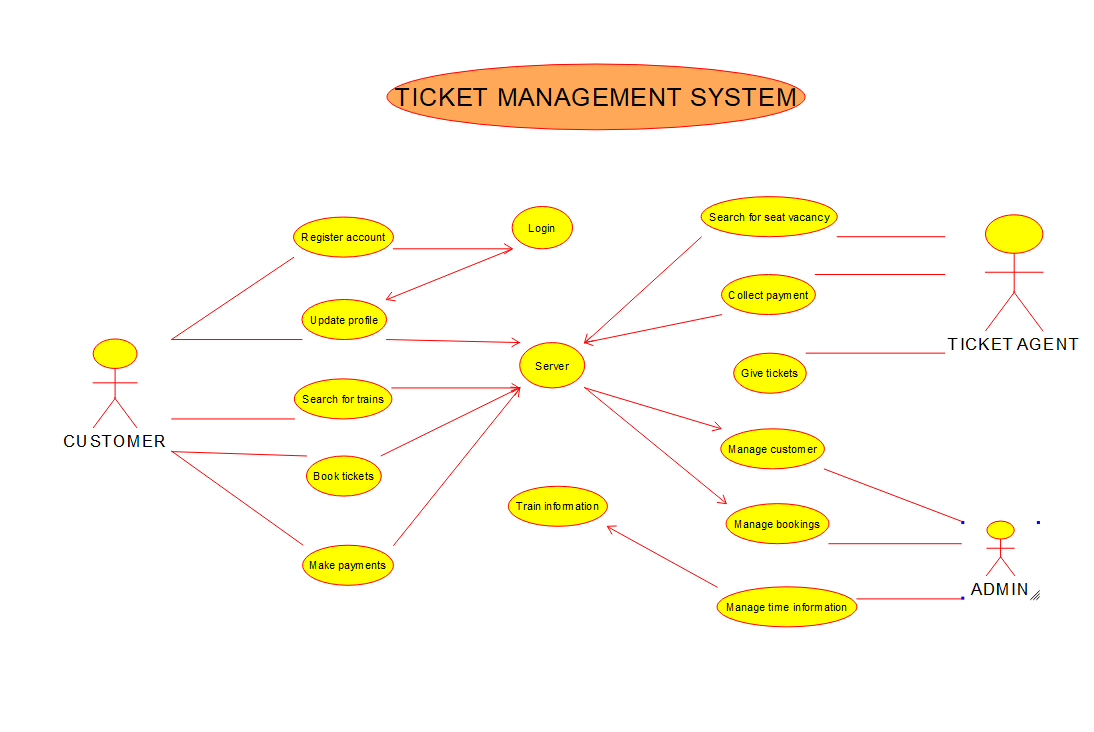 TICKET MANAGEMENT SYSTEM
Register account
Login
Update profile
Search for trains
Book tickets
Make payments
CUSTOMER
Server
Train information
Search for seat vacancy
Collect payment
Give tickets
TICKET AGENT
Manage customer
Manage bookings
Manage time information
ADMIN